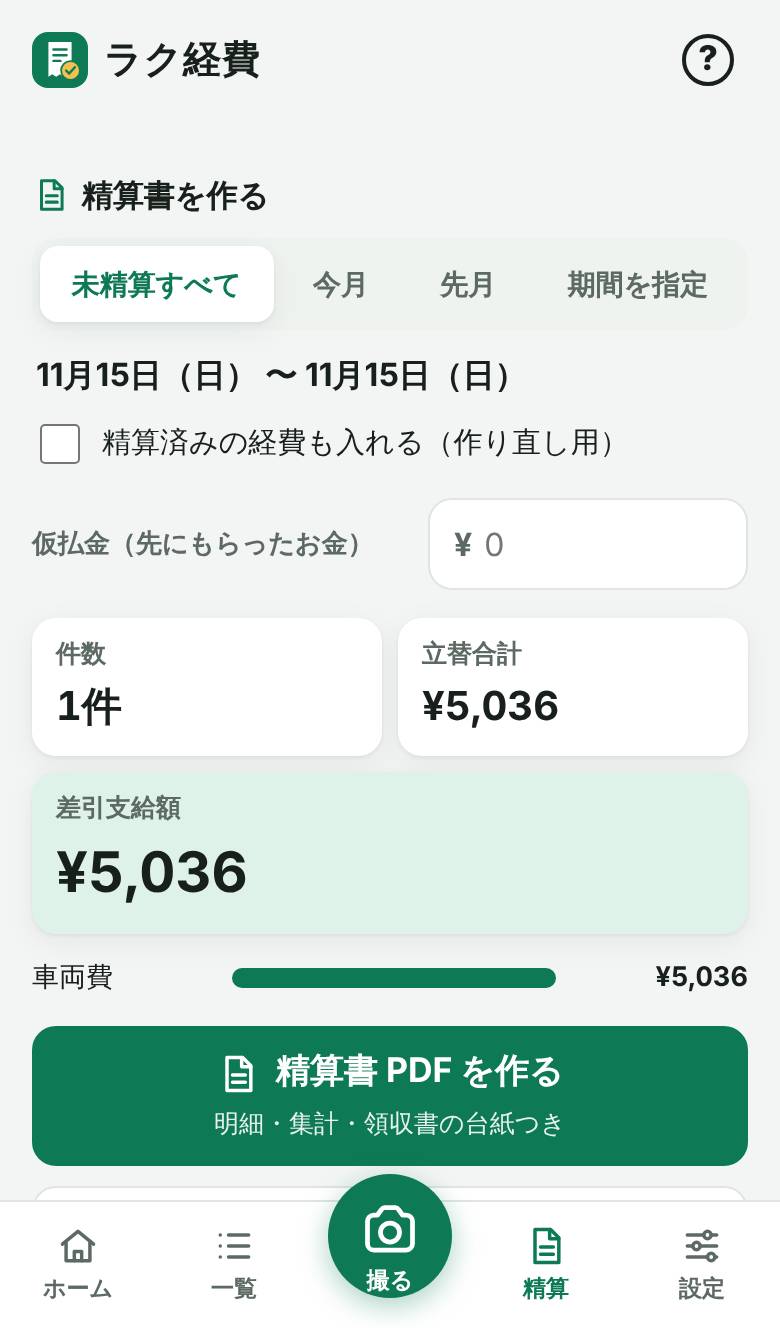 ラク経費
?
精算書を作る
未精算すべて 今月 先月 期間を指定
11月15日（日） 〜 11月15日（日）
精算済みの経費も入れる（作り直し用）
仮払金（先にもらったお金） ¥ 0
件数
1件
立替合計
¥5,036
差引支給額
¥5,036
車両費 ¥5,036
精算書 PDF を作る
明細・集計・領収書の台紙つき
ホーム 一覧 撮る 精算 設定